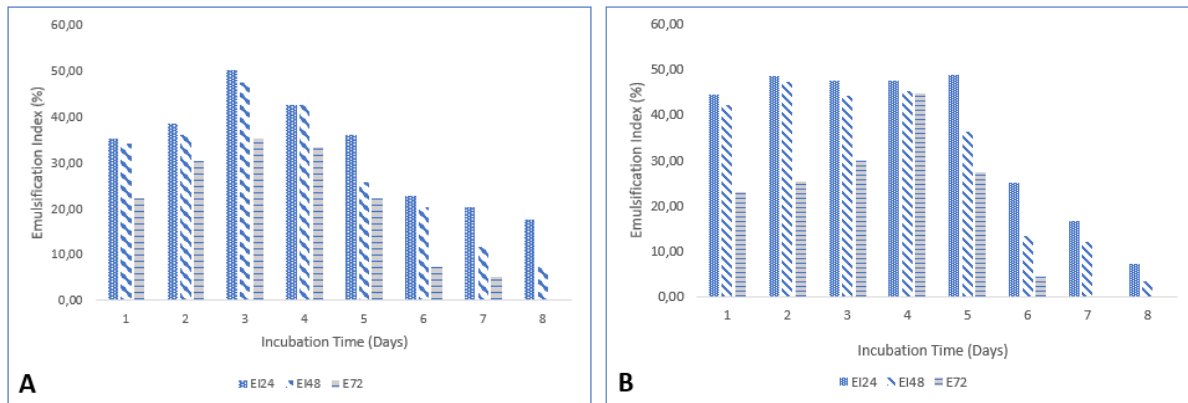 60,00
50,00
40,00
30,00
20,00
10,00
0,00
Emulsification Index (%)
1 2 3 4 5 6 7 8
Incubation Time (Days)
EI24 EI48 E72
A
60,00
50,00
40,00
30,00
20,00
10,00
0,00
Emulsification Index (%)
1 2 3 4 5 6 7 8
Incubation Time (Days)
EI24 EI48 E72
B